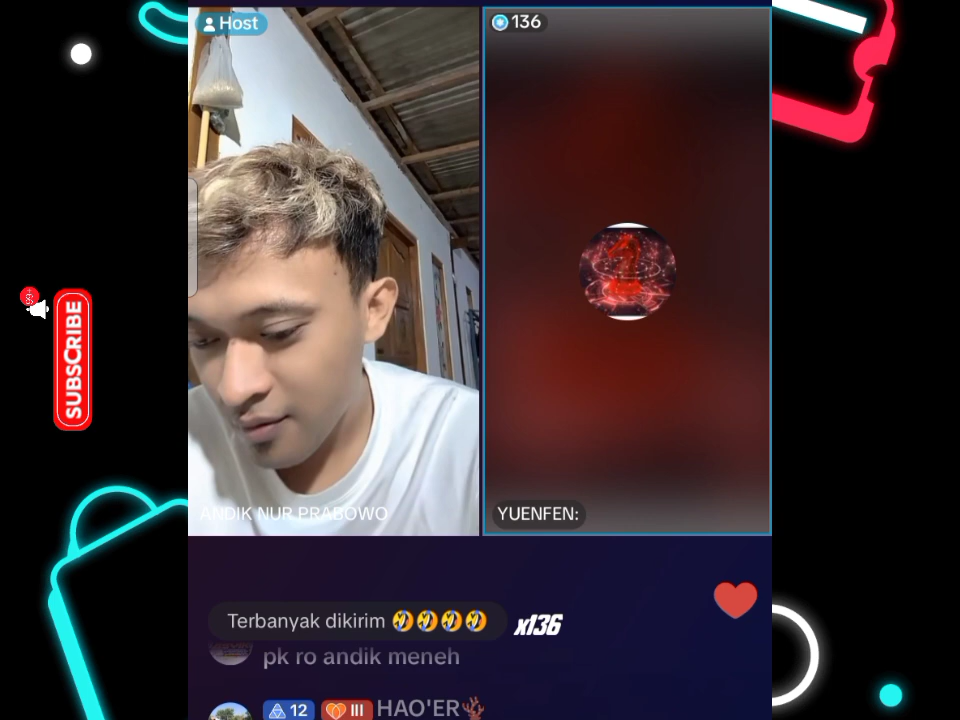 Host
136
SUBSCRIBE
ANDIK NUR PRABOWO
YUENFEN:
Terbanyak dikirim 🤣🤣🤣🤣 x136
pk ro andik meneh
12 III HAO'ER